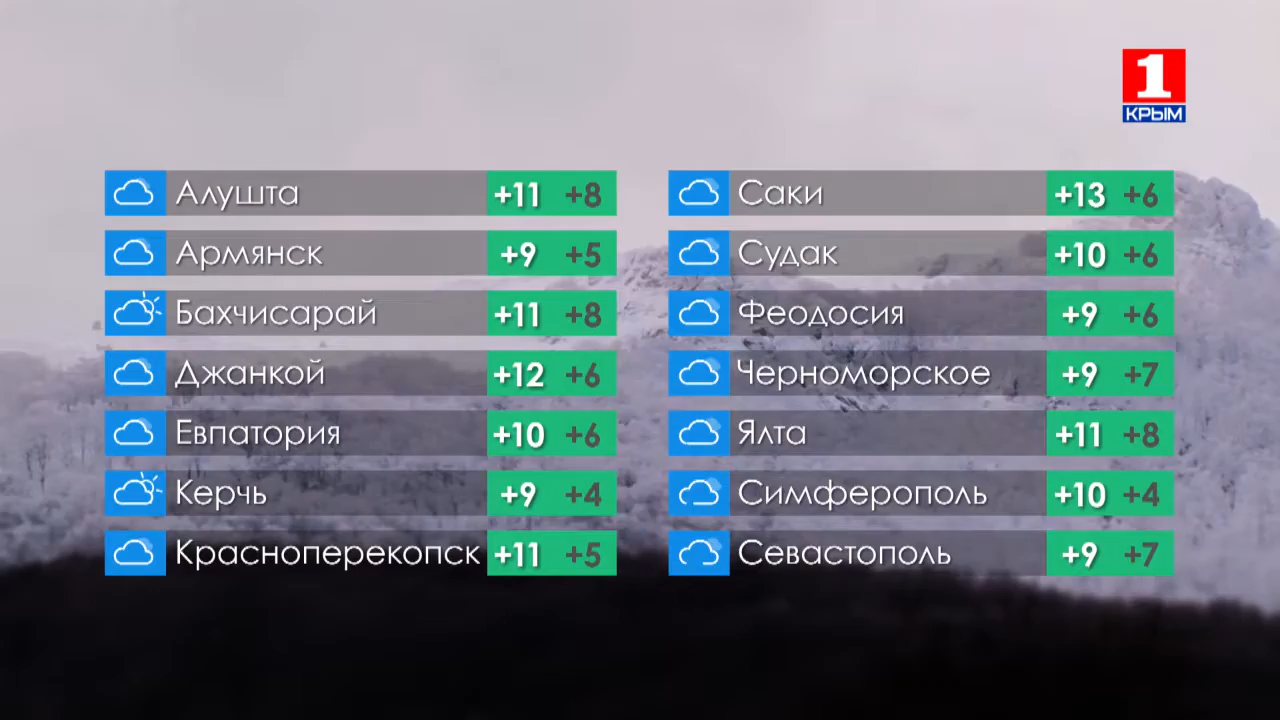 1
КРЫМ
Алушта +11 +8
Армянск +9 +5
Бахчисарай +11 +8
Джанкой +12 +6
Евпатория +10 +6
Керчь +9 +4
Красноперекопск +11 +5
Саки +13 +6
Судак +10 +6
Феодосия +9 +6
Черноморское +9 +7
Ялта +11 +8
Симферополь +10 +4
Севастополь +9 +7